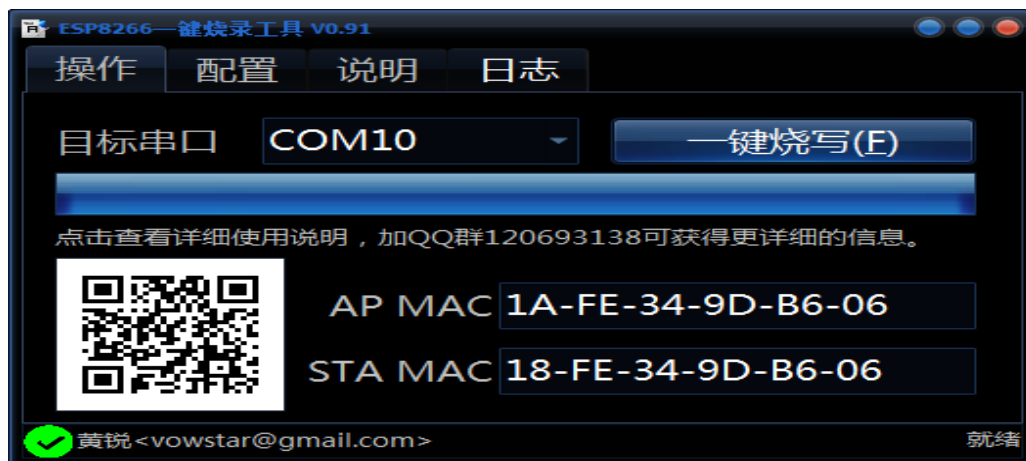 ESP8266一键烧录工具 V0.91
操作 配置 说明 日志
目标串口 COM10 一键烧写(F)
点击查看详细使用说明，加QQ群120693138可获得更详细的信息。
AP MAC 1A-FE-34-9D-B6-06
STA MAC 18-FE-34-9D-B6-06
黄锐<vowstar@gmail.com> 就绪